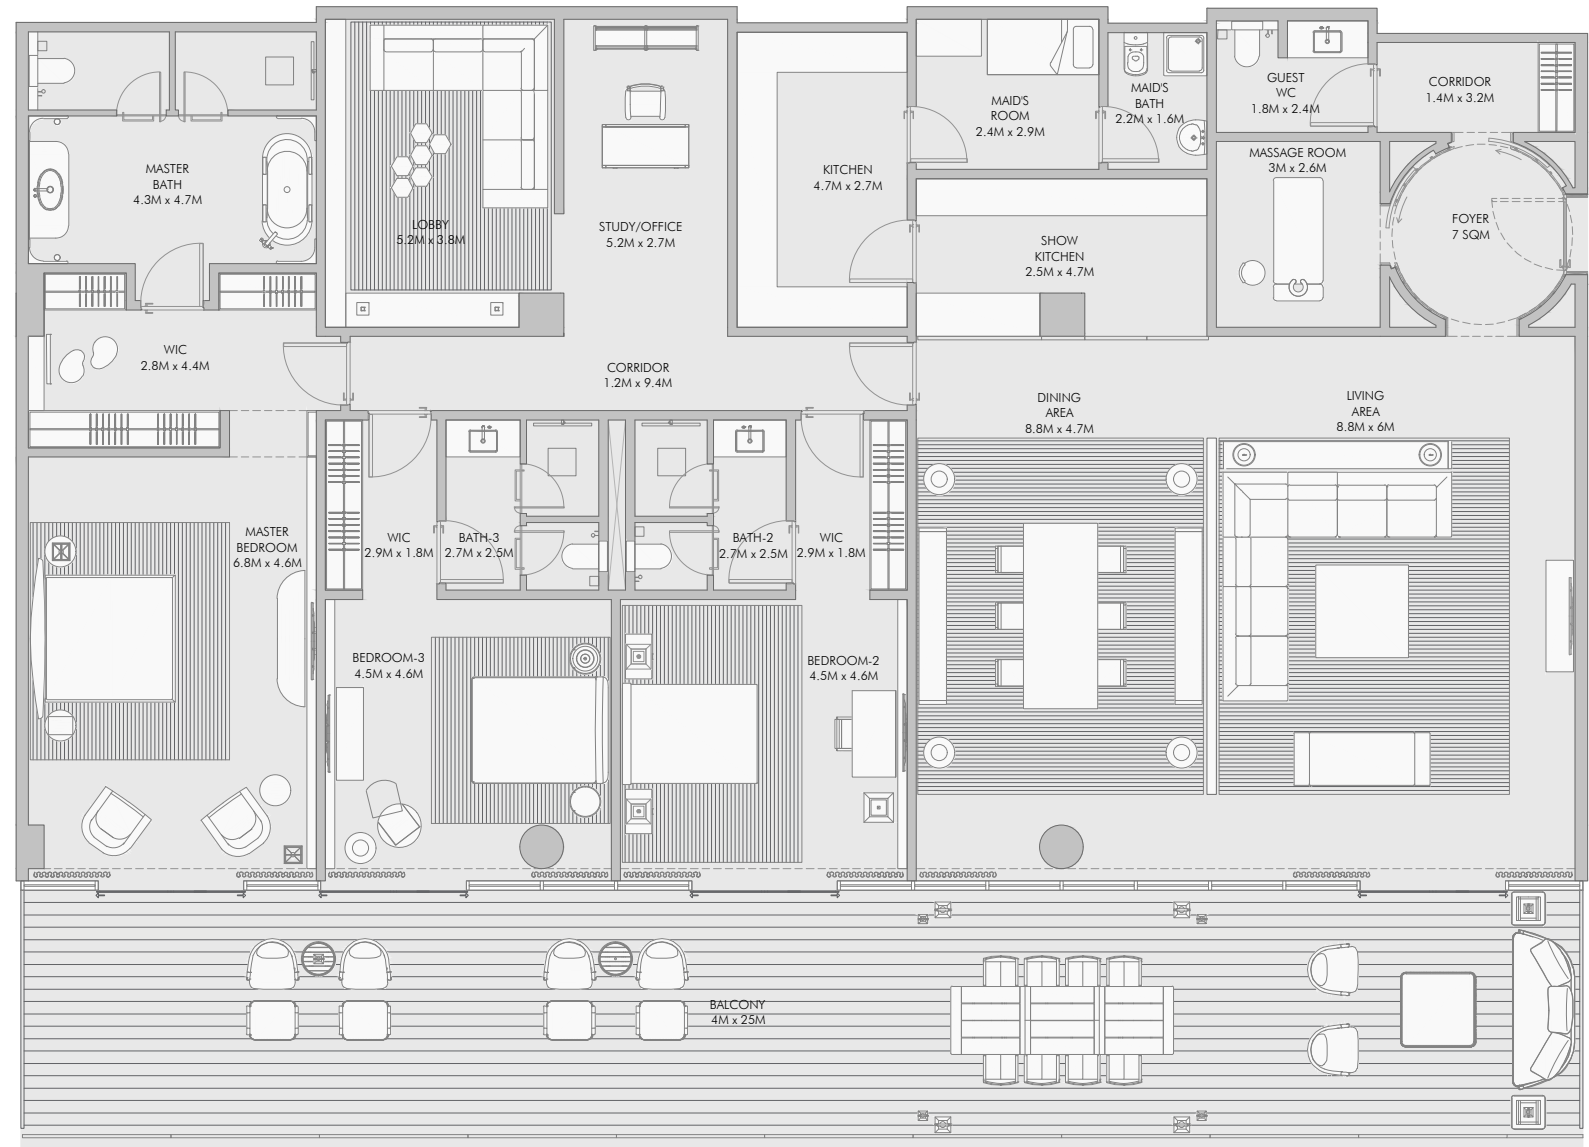 GUEST
WC
1.8M x 2.4M
CORRIDOR
1.4M x 3.2M
MAID'S
ROOM
2.4M x 2.9M
MAID'S
BATH
2.2M x 1.6M
MASSAGE ROOM
3M x 2.6M
MASTER
BATH
4.3M x 4.7M
KITCHEN
4.7M x 2.7M
LOBBY
5.2M x 3.8M
STUDY/OFFICE
5.2M x 2.7M
SHOW
KITCHEN
2.5M x 4.7M
FOYER
7 SQM
WIC
2.8M x 4.4M
CORRIDOR
1.2M x 9.4M
DINING
AREA
8.8M x 4.7M
LIVING
AREA
8.8M x 6M
MASTER
BEDROOM
6.8M x 4.6M
WIC
2.9M x 1.8M
BATH-3
2.7M x 2.5M
BATH-2
2.7M x 2.5M
WIC
2.9M x 1.8M
BEDROOM-3
4.5M x 4.6M
BEDROOM-2
4.5M x 4.6M
BALCONY
4M x 25M